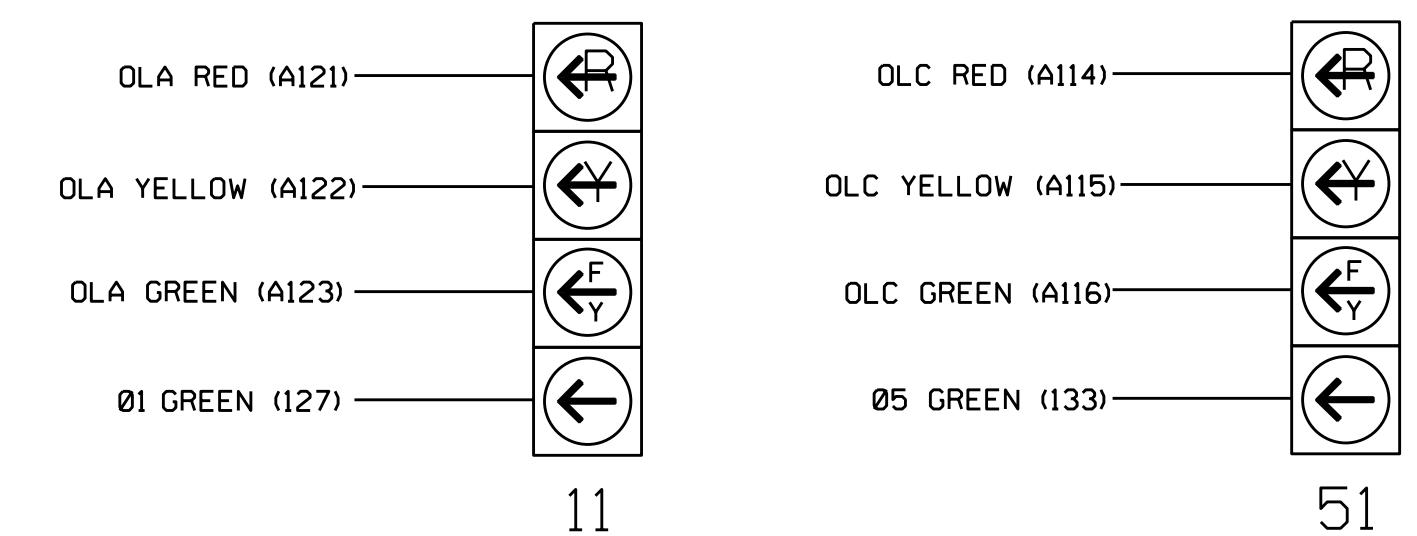 OLA RED (A121)
R
OLA YELLOW (A122)
Y
OLA GREEN (A123)
F
Y
Ø1 GREEN (127)
11
OLC RED (A114)
R
OLC YELLOW (A115)
Y
OLC GREEN (A116)
F
Y
Ø5 GREEN (133)
51